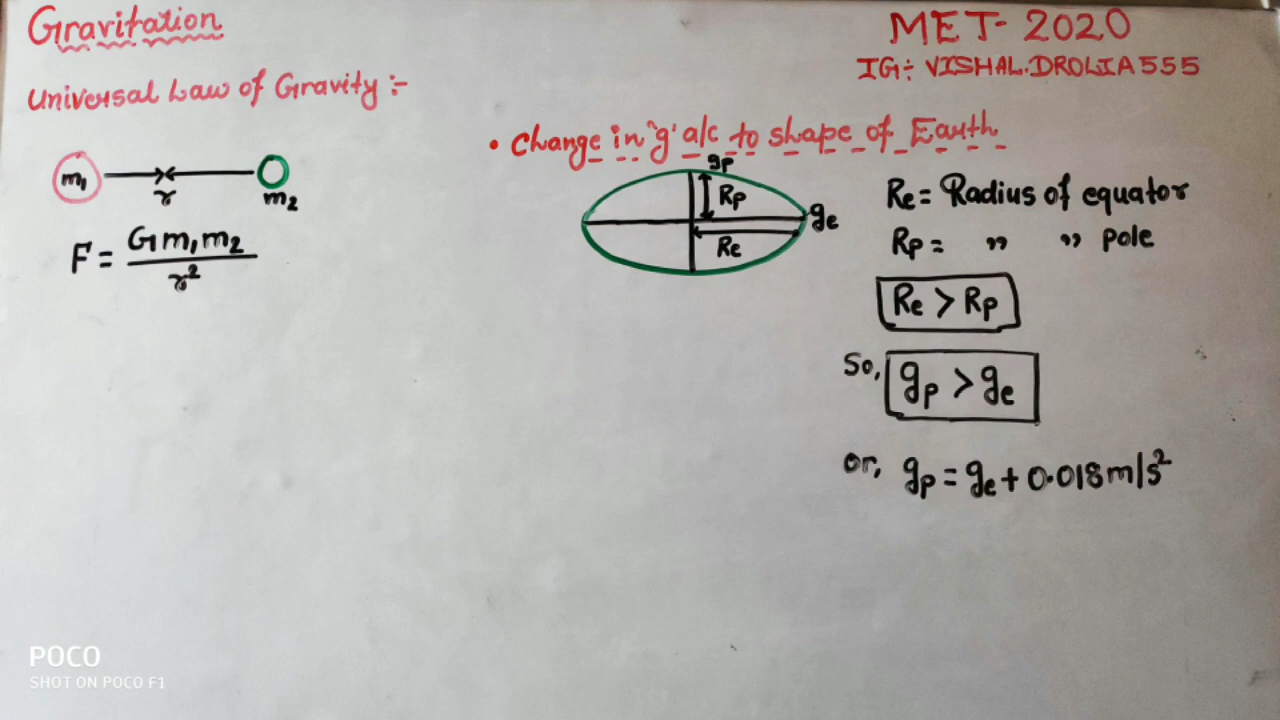 Gravitation
MET- 2020
IG:- VISHAL.DROLIA555
Universal Law of Gravity :-
• Change in "g" a/c to shape of Earth
m₁
r
m₂
F = Gm₁m₂/r²
gp
Rp
ge
Re
Re = Radius of equator
Rp = " " pole
Re > Rp
So, gp > ge
or, gp = ge + 0.018 m/s²
POCO
SHOT ON POCO F1